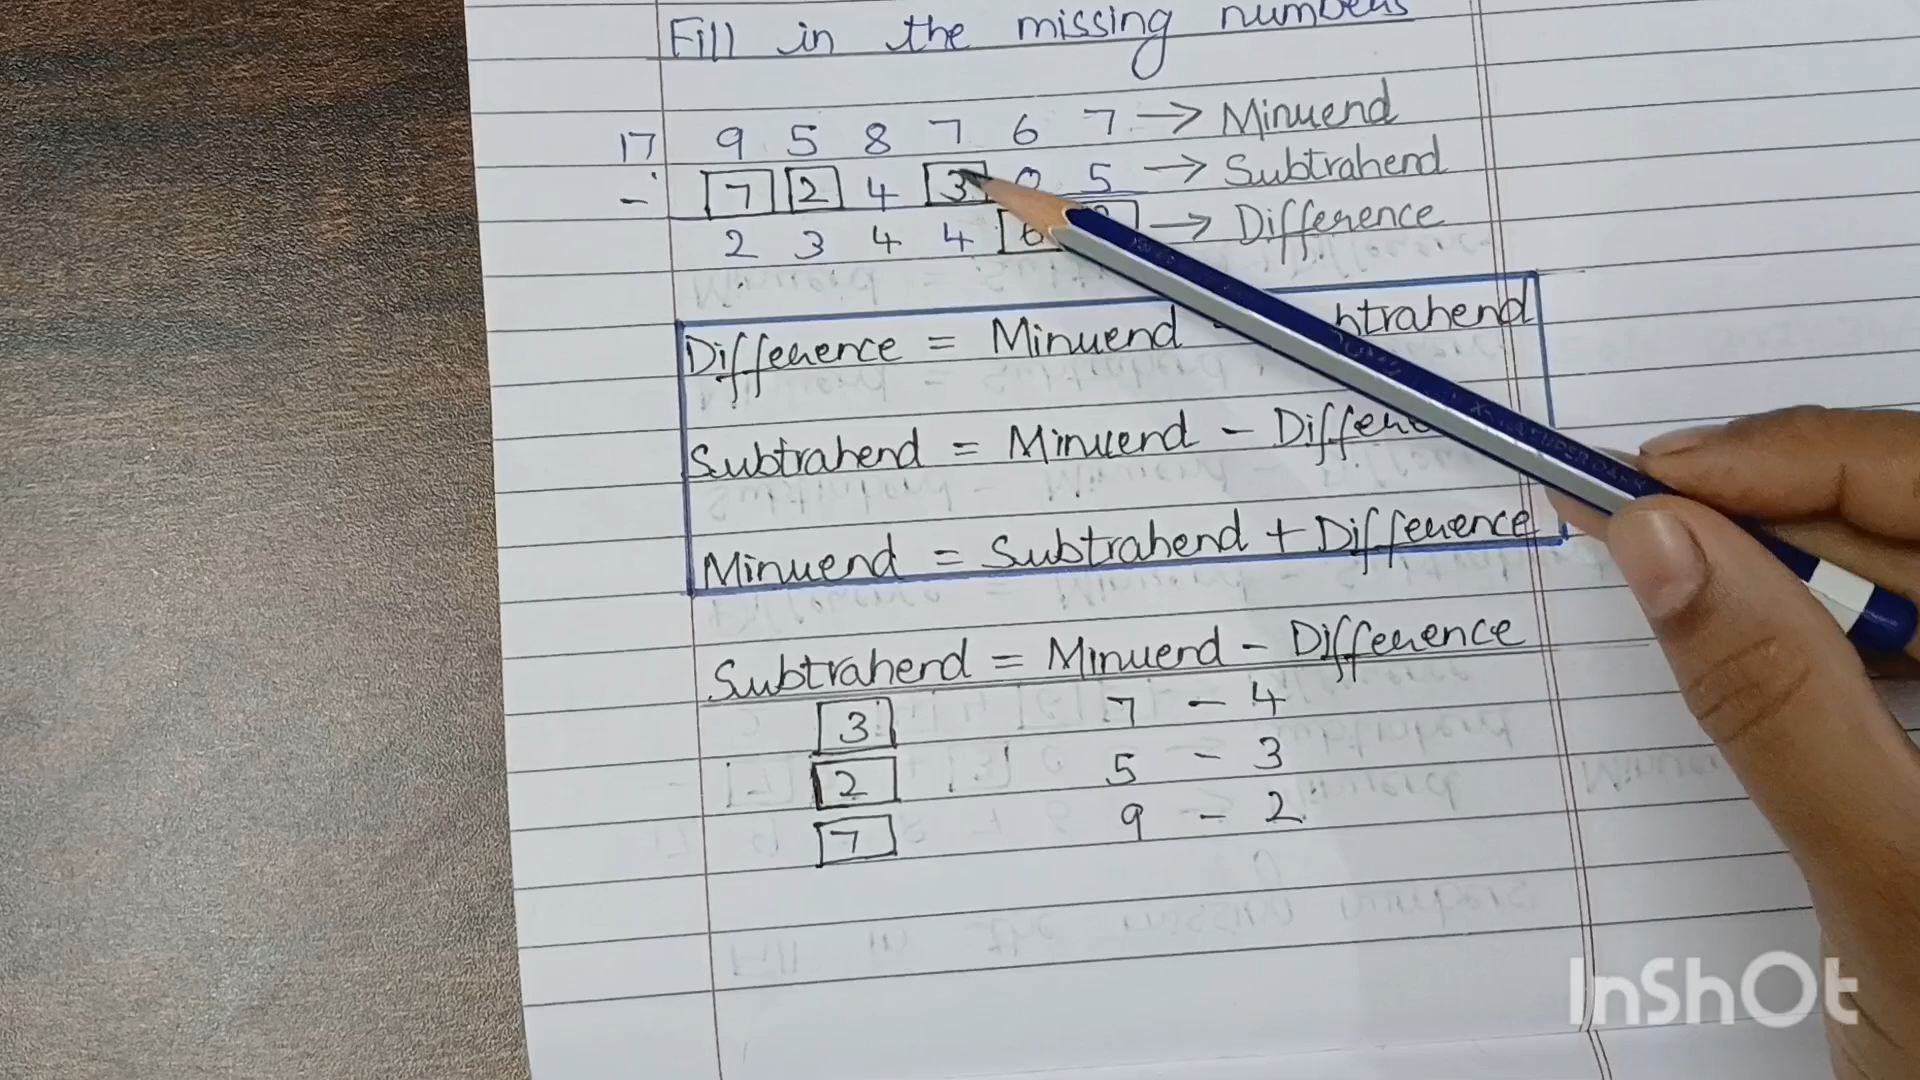 Fill in the missing numbers
17 9 5 8 7 6 7 → Minuend
- 7 2 4 3 0 5 → Subtrahend
2 3 4 4 6 → Difference
Difference = Minuend
Subtrahend = Minuend -
Minuend = Subtrahend + Difference
Subtrahend = Minuend - Difference
3 7 - 4
2 5 - 3
7 9 - 2
InShOt